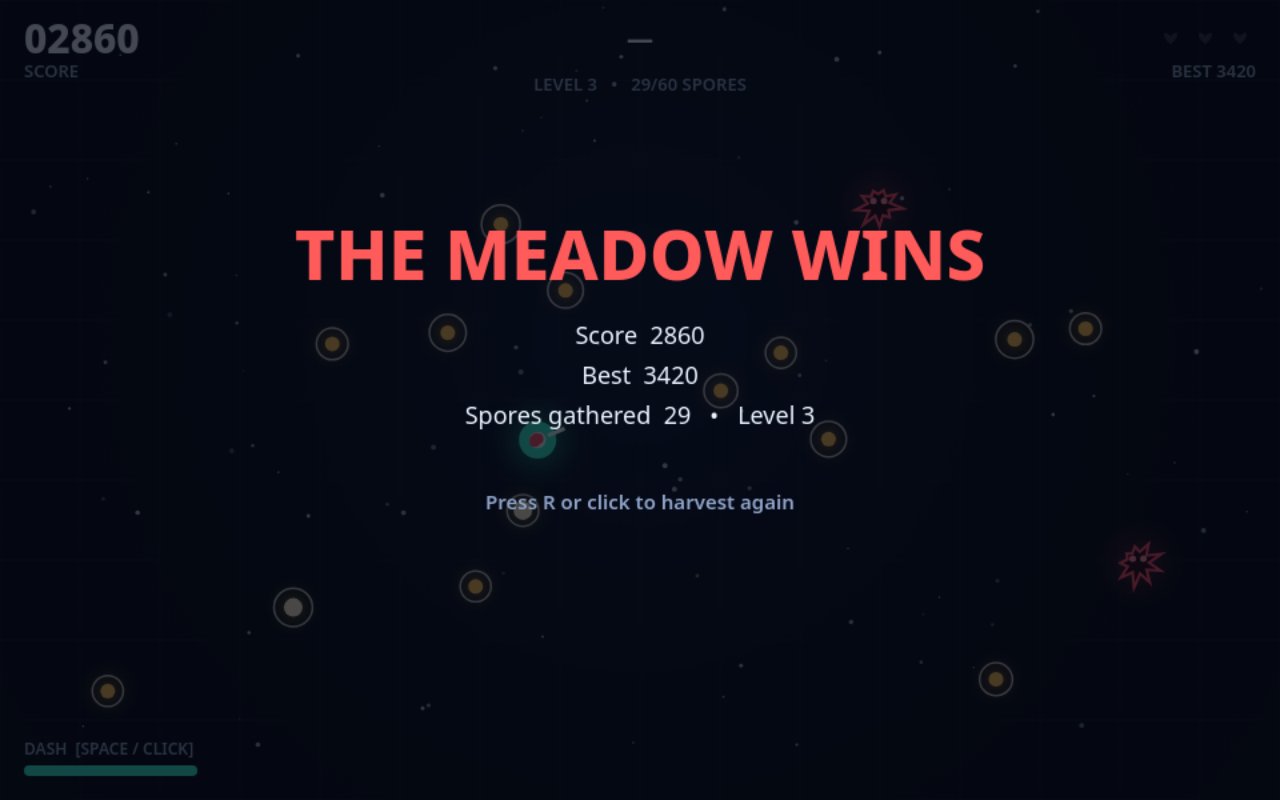 02860
SCORE
LEVEL 3 • 29/60 SPORES
BEST 3420
THE MEADOW WINS
Score 2860
Best 3420
Spores gathered 29 • Level 3
Press R or click to harvest again
DASH [SPACE / CLICK]